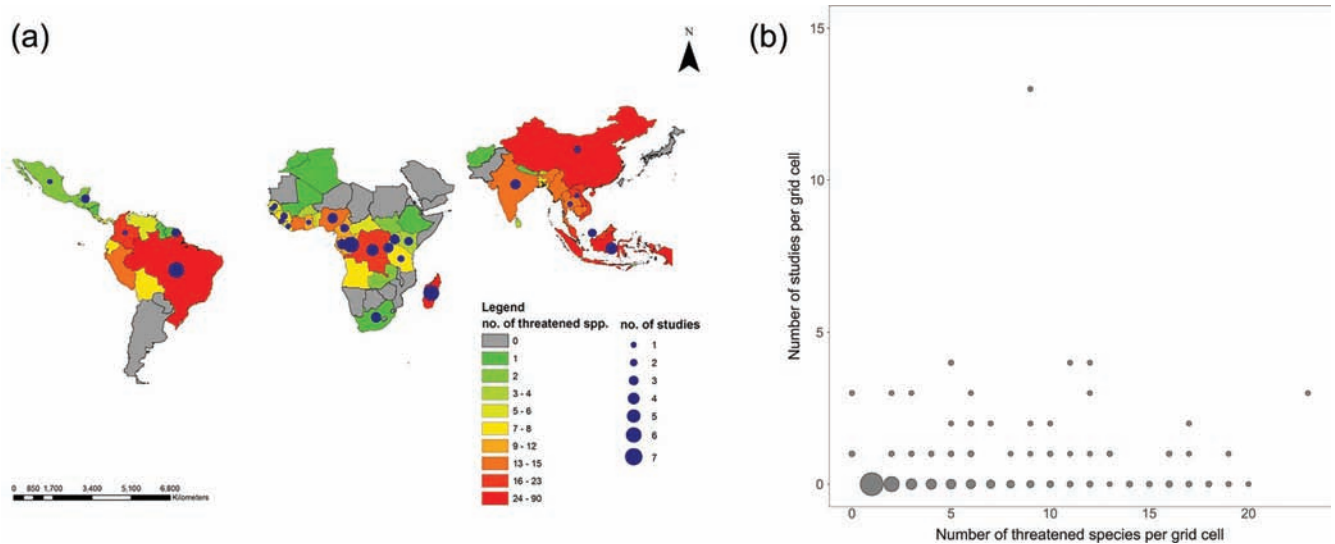 (a)
N
Legend
no. of threatened spp.
0
1
2
3 - 4
5 - 6
7 - 8
9 - 12
13 - 15
16 - 23
24 - 90
no. of studies
1
2
3
4
5
6
7
0 850 1,700 3,400 5,100 6,800
Kilometers
(b)
Number of studies per grid cell
15
10
5
0
0 5 10 15 20
Number of threatened species per grid cell